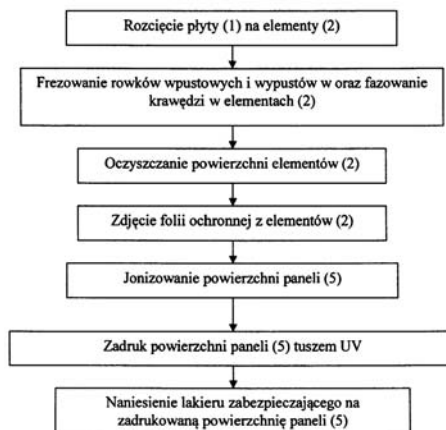 Rozcięcie płyty (1) na elementy (2)
Frezowanie rowków wpustowych i wypustów w oraz fazowanie
krawędzi w elementach (2)
Oczyszczanie powierzchni elementów (2)
Zdjęcie folii ochronnej z elementów (2)
Jonizowanie powierzchni paneli (5)
Zadruk powierzchni paneli (5) tuszem UV
Naniesienie lakieru zabezpieczającego na
zadrukowaną powierzchnię paneli (5)